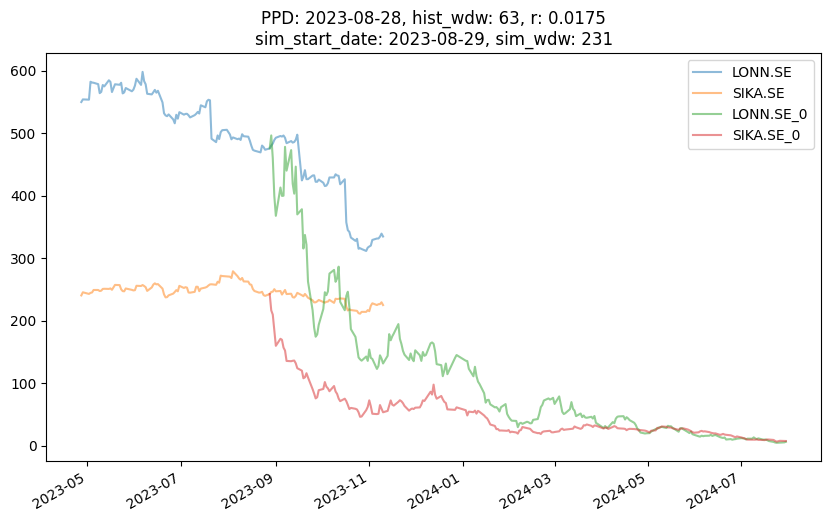 PPD: 2023-08-28, hist_wdw: 63, r: 0.0175
sim_start_date: 2023-08-29, sim_wdw: 231
LONN.SE
SIKA.SE
LONN.SE_0
SIKA.SE_0
600
500
400
300
200
100
0
2023-05
2023-07
2023-09
2023-11
2024-01
2024-03
2024-05
2024-07